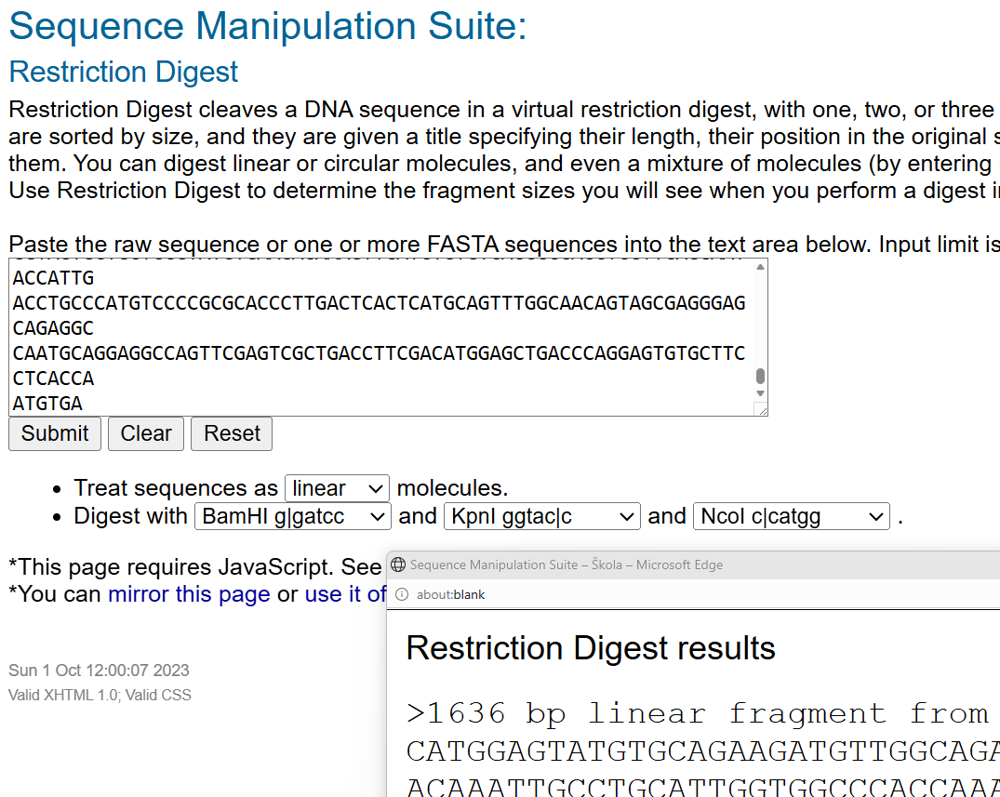 Sequence Manipulation Suite:
Restriction Digest
Restriction Digest cleaves a DNA sequence in a virtual restriction digest, with one, two, or three
are sorted by size, and they are given a title specifying their length, their position in the original s
them. You can digest linear or circular molecules, and even a mixture of molecules (by entering
Use Restriction Digest to determine the fragment sizes you will see when you perform a digest i
Paste the raw sequence or one or more FASTA sequences into the text area below. Input limit is
ACCATTG
ACCTGCCCATGTCCCCGCGCACCCTTGACTCACTCATGCAGTTTGGCAACAGTAGCGAGGGAG
CAGAGGC
CAATGCAGGAGGCCAGTTCGAGTCGCTGACCTTCGACATGGAGCTGACCCAGGAGTGTGCTTC
CTCACCA
ATGTGA
Submit Clear Reset
• Treat sequences as linear molecules.
• Digest with BamHI g|gatcc and KpnI ggtac|c and NcoI c|catgg .
*This page requires JavaScript. See
*You can mirror this page or use it of
Sun 1 Oct 12:00:07 2023
Valid XHTML 1.0; Valid CSS
Sequence Manipulation Suite – Škola – Microsoft Edge
about:blank
Restriction Digest results
>1636 bp linear fragment from
CATGGAGTATGTGCAGAAGATGTTGGCAGA
ACAAATTGCCTGCATTGGTGGCCCACCAAA